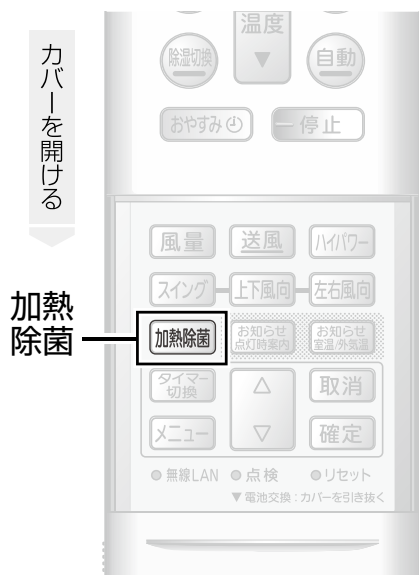 カバーを開ける
温度
▼
除湿切換
自動
おやすみ
停止
風量
送風
ハイパワー
スイング
上下風向
左右風向
加熱
除菌
加熱除菌
お知らせ
点灯時案内
お知らせ
室温/外気温
タイマー
切換
△
取消
メニュー
▽
確定
無線LAN
点検
リセット
▼電池交換：カバーを引き抜く